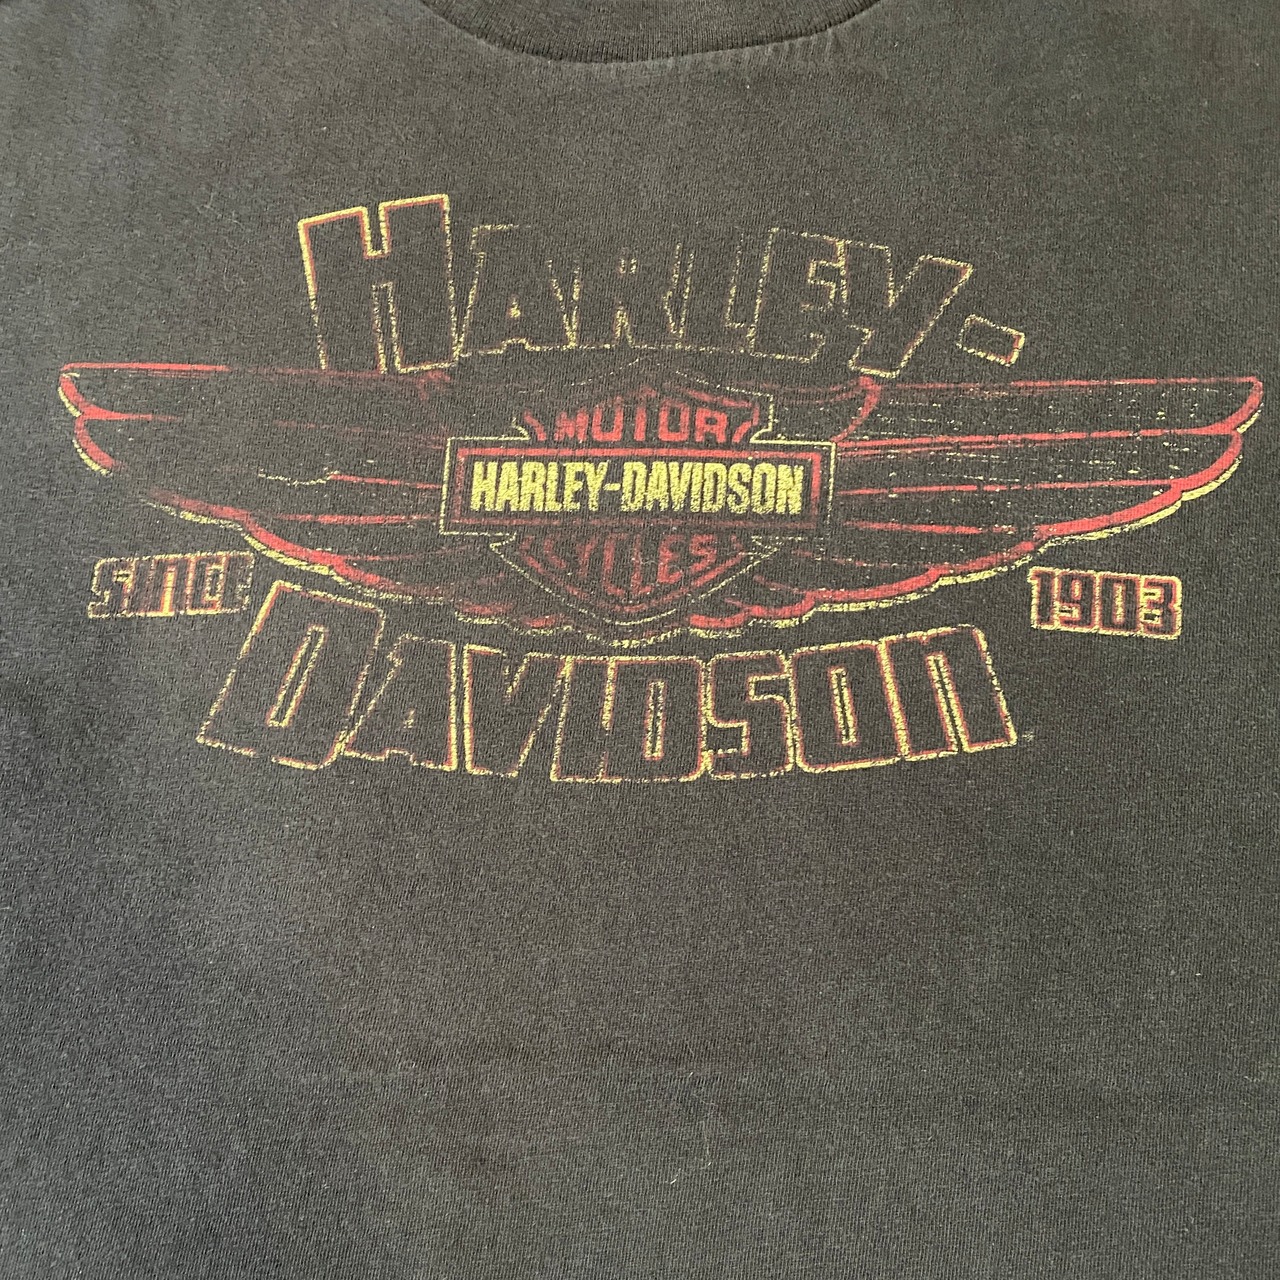 HARLEY-
MOTOR
HARLEY-DAVIDSON
CYCLES
SINCE 1903
DAVIDSON